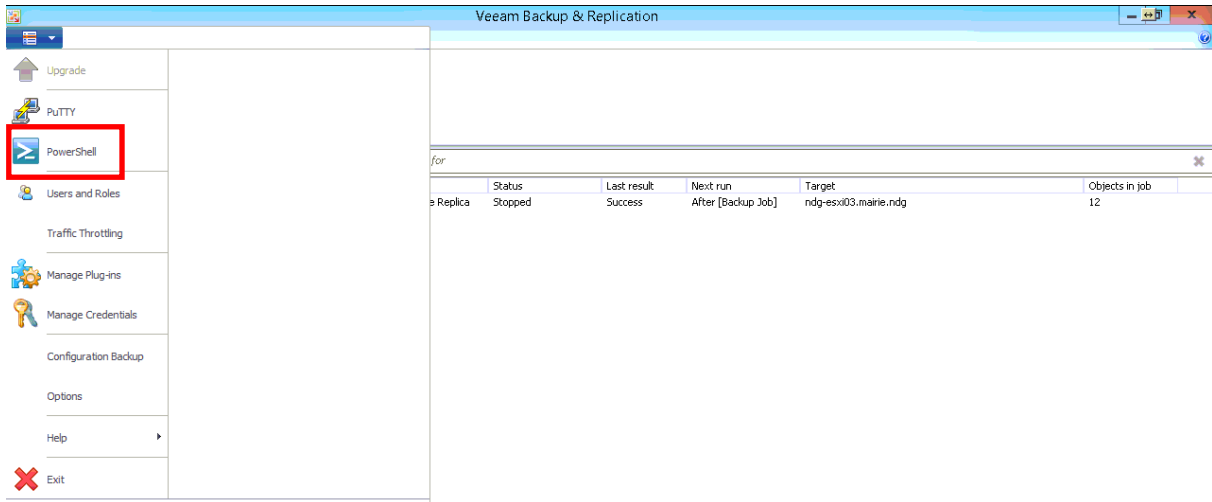 Veeam Backup & Replication
Upgrade
PuTTY
PowerShell
Users and Roles
Traffic Throttling
Manage Plug-ins
Manage Credentials
Configuration Backup
Options
Help
Exit
for
Status Last result Next run Target Objects in job
e Replica Stopped Success After [Backup Job] ndg-esxi03.mairie.ndg 12